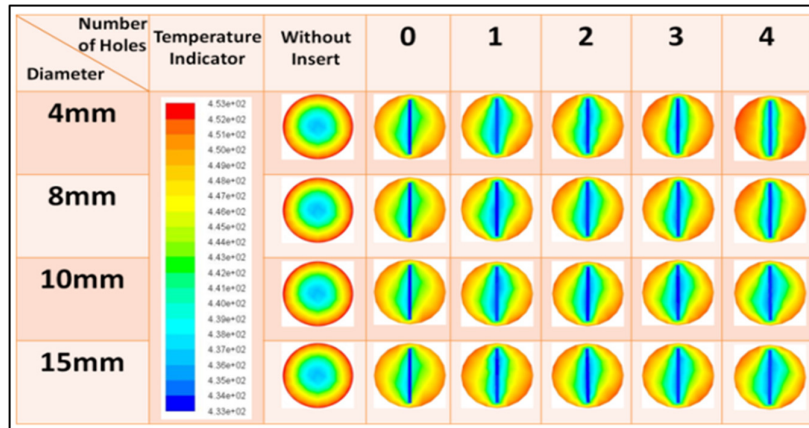 Number of Holes
Diameter
Temperature Indicator
Without Insert
0
1
2
3
4
4mm
8mm
10mm
15mm
4.53e+02
4.52e+02
4.51e+02
4.50e+02
4.49e+02
4.48e+02
4.47e+02
4.46e+02
4.45e+02
4.44e+02
4.43e+02
4.42e+02
4.41e+02
4.40e+02
4.39e+02
4.38e+02
4.37e+02
4.36e+02
4.35e+02
4.34e+02
4.33e+02